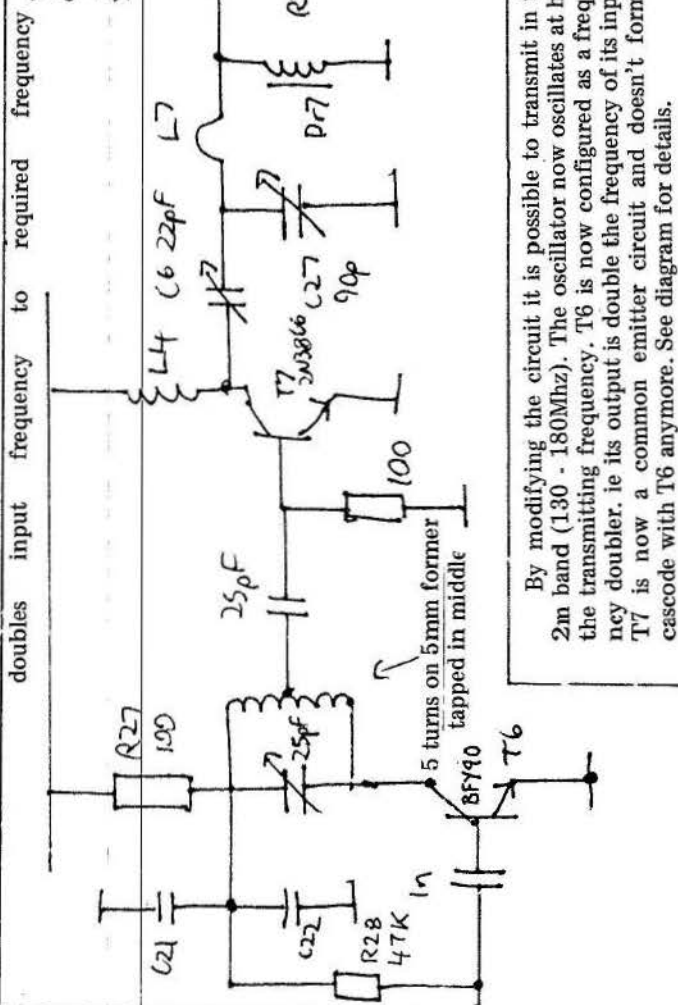 doubles input frequency to required frequency
L4 C6 22pF L7
R27
100
25pF
T7
2N3866
C27
90p
Dr7
R
C21
C22
25pF
100
5 turns on 5mm former
tapped in middle
R28
47K
1n
BFY90
T6
By modifying the circuit it is possible to transmit in
2m band (130 - 180Mhz). The oscillator now oscillates at h
the transmitting frequency. T6 is now configured as a freq
ncy doubler. ie its output is double the frequency of its inp
T7 is now a common emitter circuit and doesn't form
cascode with T6 anymore. See diagram for details.